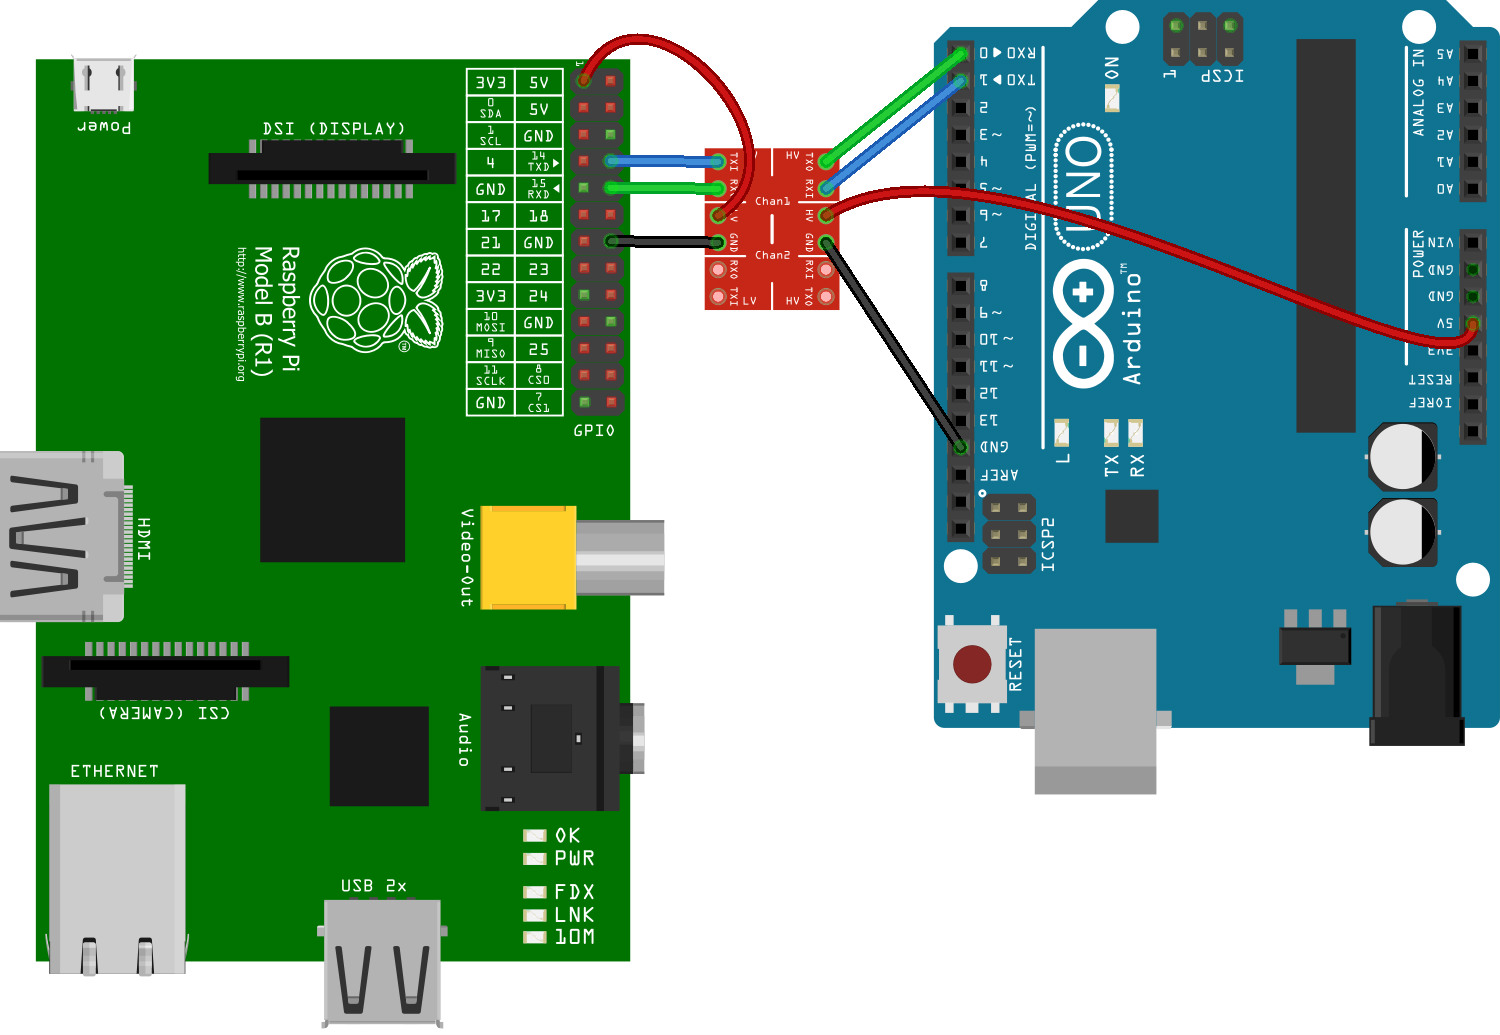 Power
DSI (DISPLAY)
1
3V3 5V
0 SDA 5V
1 SCL GND
4 14 TXD
GND 15 RXD
17 18
21 GND
22 23
3V3 24
10 MOSI GND
9 MISO 25
11 SCLK 8 CS0
GND 7 CS1
GPIO
Raspberry Pi
Model B (R1)
http://www.raspberrypi.org
TM
HDMI
Video-Out
CSI (CAMERA)
Audio
ETHERNET
USB 2x
OK
PWR
FDX
LNK
10M
TXI HV TXO
RXI
Chan1
HV
GND GND
Chan2
RXO RXI
TXI LV HV TXO
RXD 0
TXD 1
2
3~
4
5~
6~
7
8
9~
10~
11~
12
13
GND
AREF
DIGITAL (PWM=~)
ON
1 ICSP
UNO
Arduino
TM
L
TX
RX
ICSP2
RESET
ANALOG IN
A5
A4
A3
A2
A1
A0
POWER
VIN
GND
GND
5V
3V3
RESET
IOREF